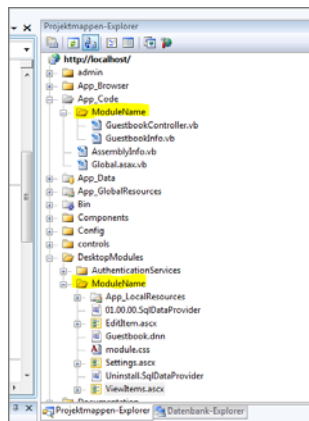 Projektmappen-Explorer
http://localhost/
admin
App_Browser
App_Code
ModuleName
GuestbookController.vb
GuestbookInfo.vb
AssemblyInfo.vb
Global.asax.vb
App_Data
App_GlobalResources
Bin
Components
Config
controls
DesktopModules
AuthenticationServices
ModuleName
App_LocalResources
01.00.00.SqlDataProvider
EditItem.ascx
Guestbook.dnn
module.css
Settings.ascx
Uninstall.SqlDataProvider
ViewItems.ascx
Documentation
Projektmappen-Explorer Datenbank-Explorer